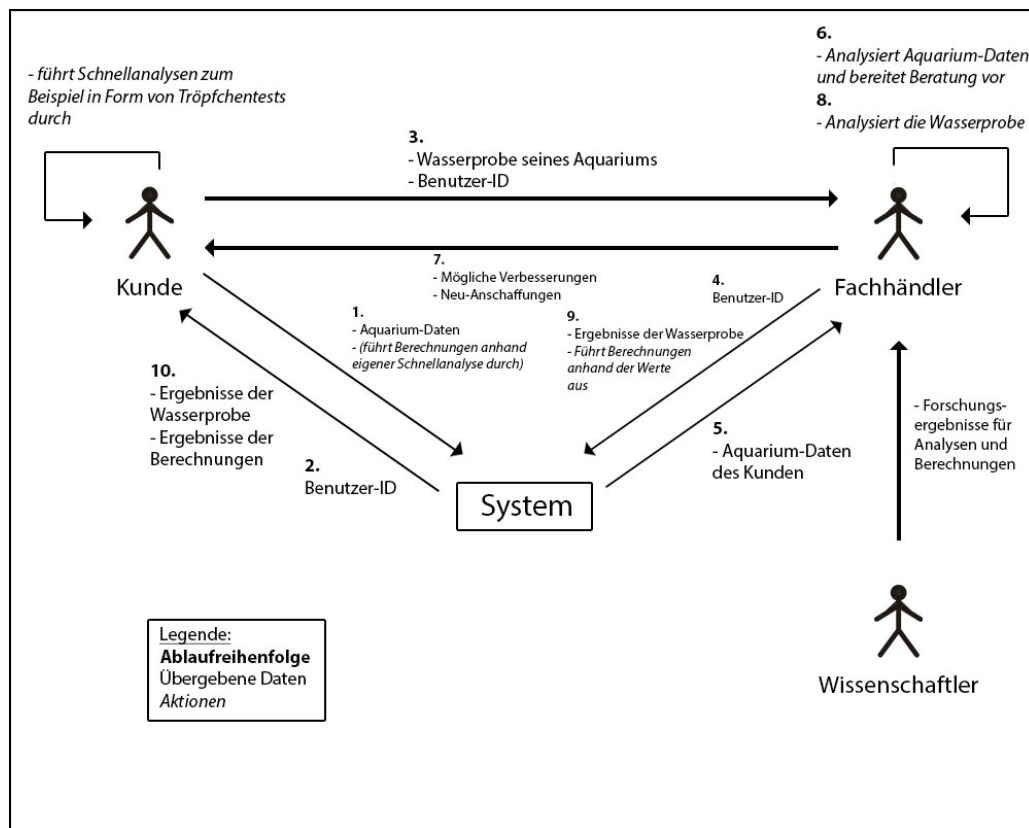 - führt Schnellanalysen zum
Beispiel in Form von Tröpfchentests
durch
6.
- Analysiert Aquarium-Daten
und bereitet Beratung vor
8.
- Analysiert die Wasserprobe
3.
- Wasserprobe seines Aquariums
- Benutzer-ID
Kunde
Fachhändler
7.
- Mögliche Verbesserungen
- Neu-Anschaffungen
4.
Benutzer-ID
1.
- Aquarium-Daten
- (führt Berechnungen anhand
eigener Schnellanalyse durch)
9.
- Ergebnisse der Wasserprobe
- Führt Berechnungen
anhand der Werte
aus
10.
- Ergebnisse der
Wasserprobe
- Ergebnisse der
Berechnungen
2.
Benutzer-ID
5.
- Aquarium-Daten
des Kunden
- Forschungs-
ergebnisse für
Analysen und
Berechnungen
System
Legende:
Ablaufreihenfolge
Übergebene Daten
Aktionen
Wissenschaftler